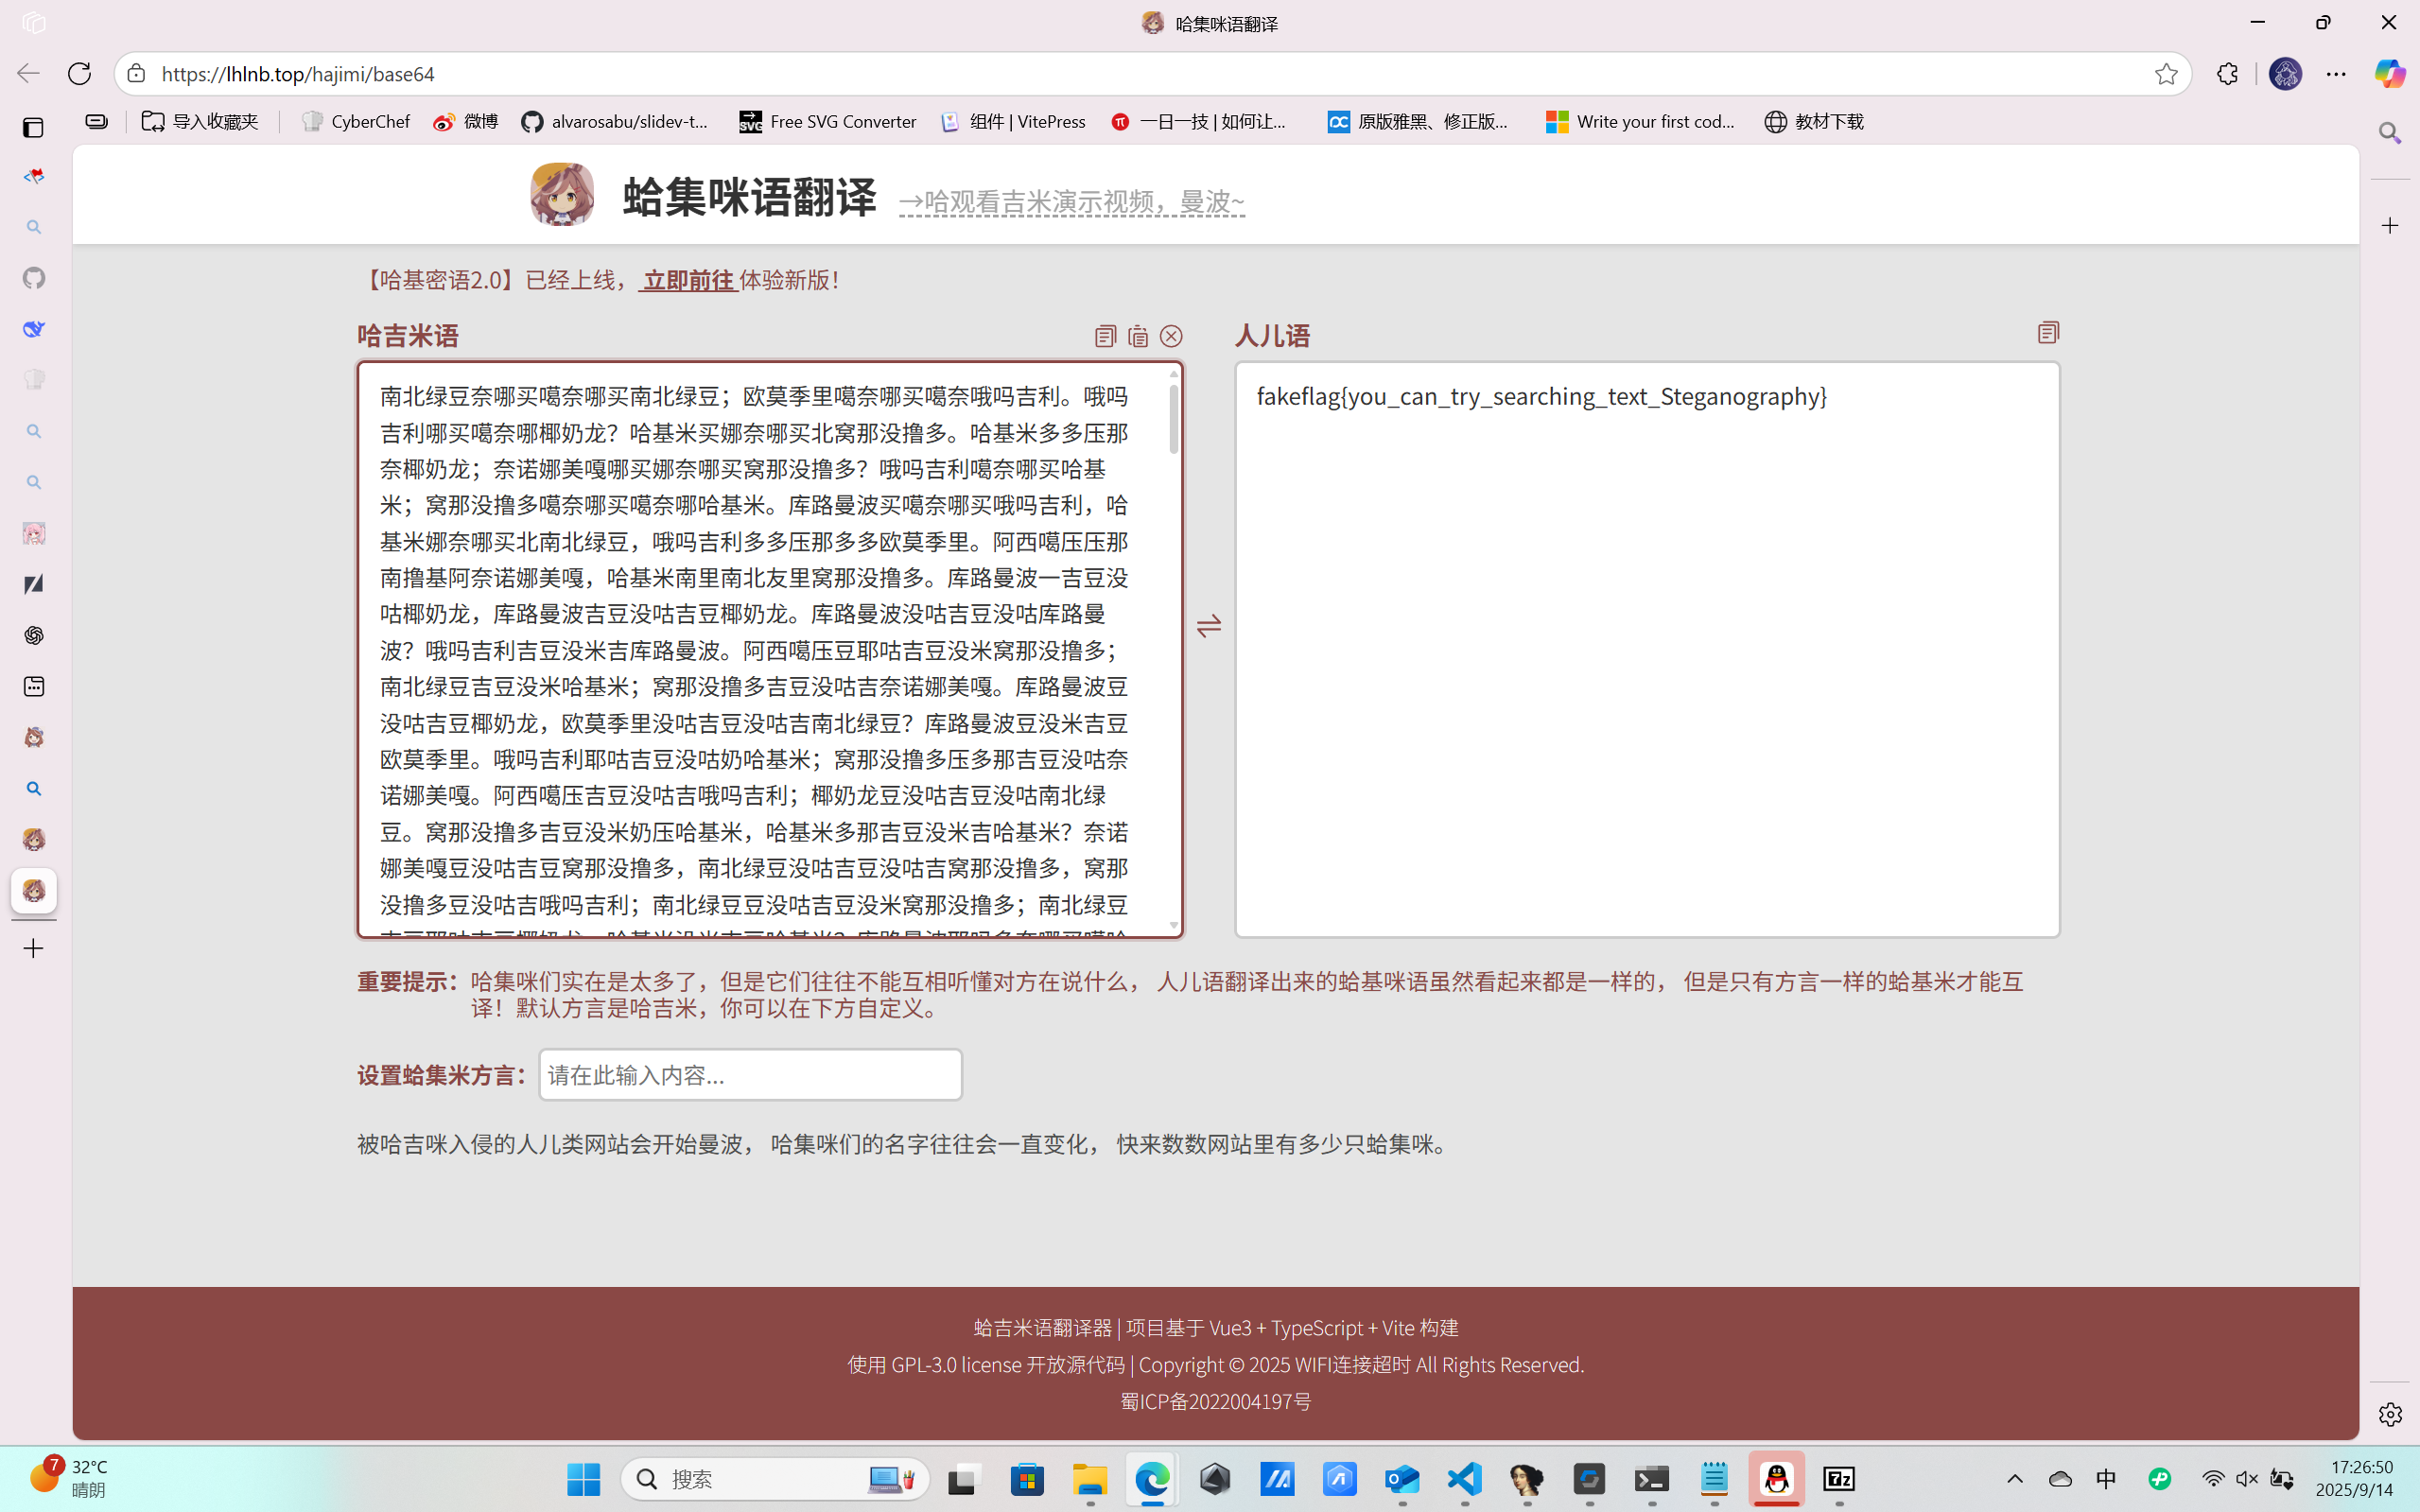 哈集咪语翻译
https://lhlnb.top/hajimi/base64
导入收藏夹
CyberChef
微博
alvarosabu/slidev-t...
Free SVG Converter
组件 | VitePress
一日一技 | 如何让...
原版雅黑、修正版...
Write your first cod...
教材下载
蛤集咪语翻译 →哈观看吉米演示视频，曼波~
【哈基密语2.0】已经上线， 立即前往 体验新版！
哈吉米语
人儿语
南北绿豆奈哪买噶奈哪买南北绿豆；欧莫季里噶奈哪买噶奈哦吗吉利。哦吗
吉利哪买噶奈哪椰奶龙？哈基米买娜奈哪买北窝那没撸多。哈基米多多压那
奈椰奶龙；奈诺娜美嘎哪买娜奈哪买窝那没撸多？哦吗吉利噶奈哪买哈基
米；窝那没撸多噶奈哪买噶奈哪哈基米。库路曼波买噶奈哪买哦吗吉利，哈
基米娜奈哪买北南北绿豆，哦吗吉利多多压那多多欧莫季里。阿西噶压压那
南撸基阿奈诺娜美嘎，哈基米南里南北友里窝那没撸多。库路曼波一吉豆没
咕椰奶龙，库路曼波吉豆没咕吉豆椰奶龙。库路曼波没咕吉豆没咕库路曼
波？哦吗吉利吉豆没米吉库路曼波。阿西噶压豆耶咕吉豆没米窝那没撸多；
南北绿豆吉豆没米哈基米；窝那没撸多吉豆没咕吉奈诺娜美嘎。库路曼波豆
没咕吉豆椰奶龙，欧莫季里没咕吉豆没咕吉南北绿豆？库路曼波豆没米吉豆
欧莫季里。哦吗吉利耶咕吉豆没咕奶哈基米；窝那没撸多压多那吉豆没咕奈
诺娜美嘎。阿西噶压吉豆没咕吉哦吗吉利；椰奶龙豆没咕吉豆没咕南北绿
豆。窝那没撸多吉豆没米奶压哈基米，哈基米多那吉豆没米吉哈基米？奈诺
娜美嘎豆没咕吉豆窝那没撸多，南北绿豆没咕吉豆没咕吉窝那没撸多，窝那
没撸多豆没咕吉哦吗吉利；南北绿豆豆没咕吉豆没米窝那没撸多；南北绿豆
fakeflag{you_can_try_searching_text_Steganography}
重要提示： 哈集咪们实在是太多了，但是它们往往不能互相听懂对方在说什么， 人儿语翻译出来的蛤基咪语虽然看起来都是一样的， 但是只有方言一样的蛤基米才能互
译！默认方言是哈吉米，你可以在下方自定义。
设置蛤集米方言： 请在此输入内容...
被哈吉咪入侵的人儿类网站会开始曼波， 哈集咪们的名字往往会一直变化， 快来数数网站里有多少只蛤集咪。
蛤吉米语翻译器 | 项目基于 Vue3 + TypeScript + Vite 构建
使用 GPL-3.0 license 开放源代码 | Copyright © 2025 WIFI连接超时 All Rights Reserved.
蜀ICP备2022004197号
7
32°C
晴朗
搜索
中
17:26:50
2025/9/14